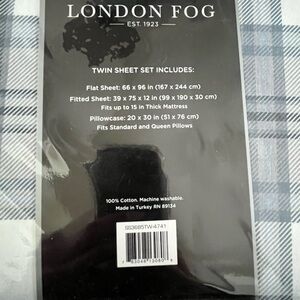 LONDON FOG
EST. 1923
TWIN SHEET SET INCLUDES:
Flat Sheet: 66 x 96 in (167 x 244 cm)
Fitted Sheet: 39 x 75 x 12 in (99 x 190 x 30 cm)
Fits up to 15 in Thick Mattress
Pillowcase: 20 x 30 in (51 x 76 cm)
Fits Standard and Queen Pillows
100% Cotton. Machine washable.
Made in Turkey RN 89134